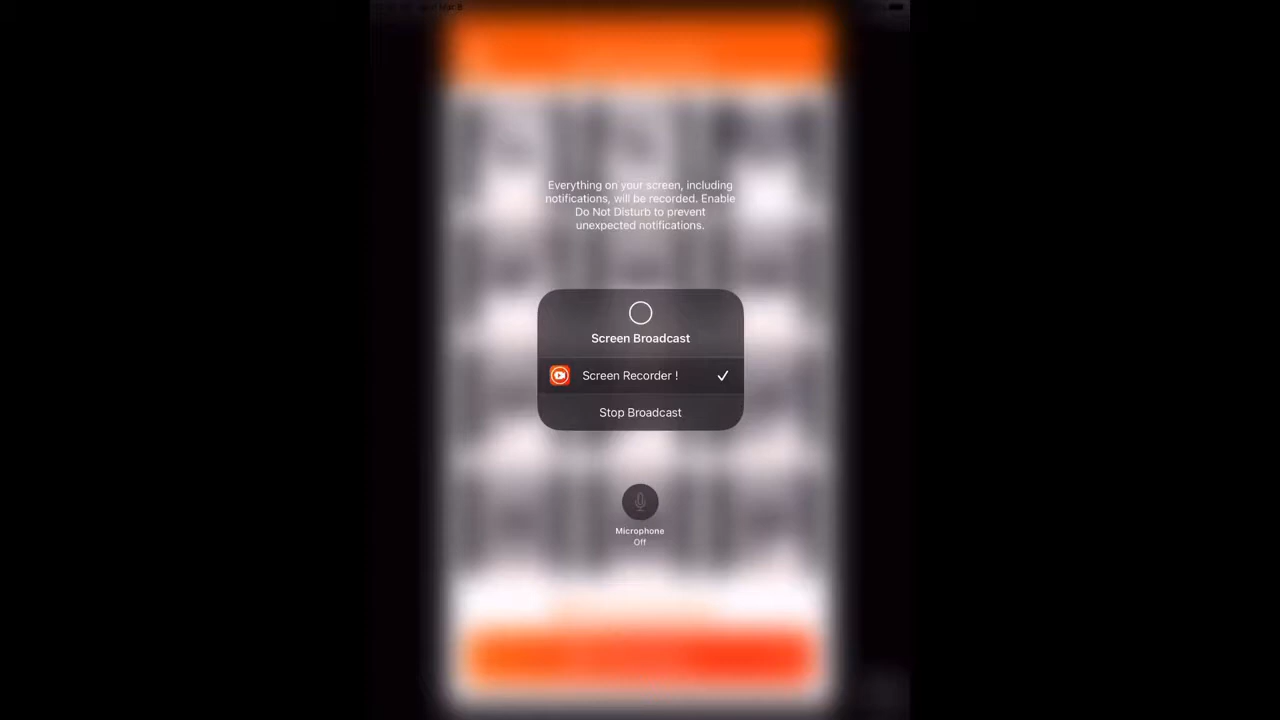 Everything on your screen, including
notifications, will be recorded. Enable
Do Not Disturb to prevent
unexpected notifications.
Screen Broadcast
Screen Recorder !
Stop Broadcast
Microphone
Off